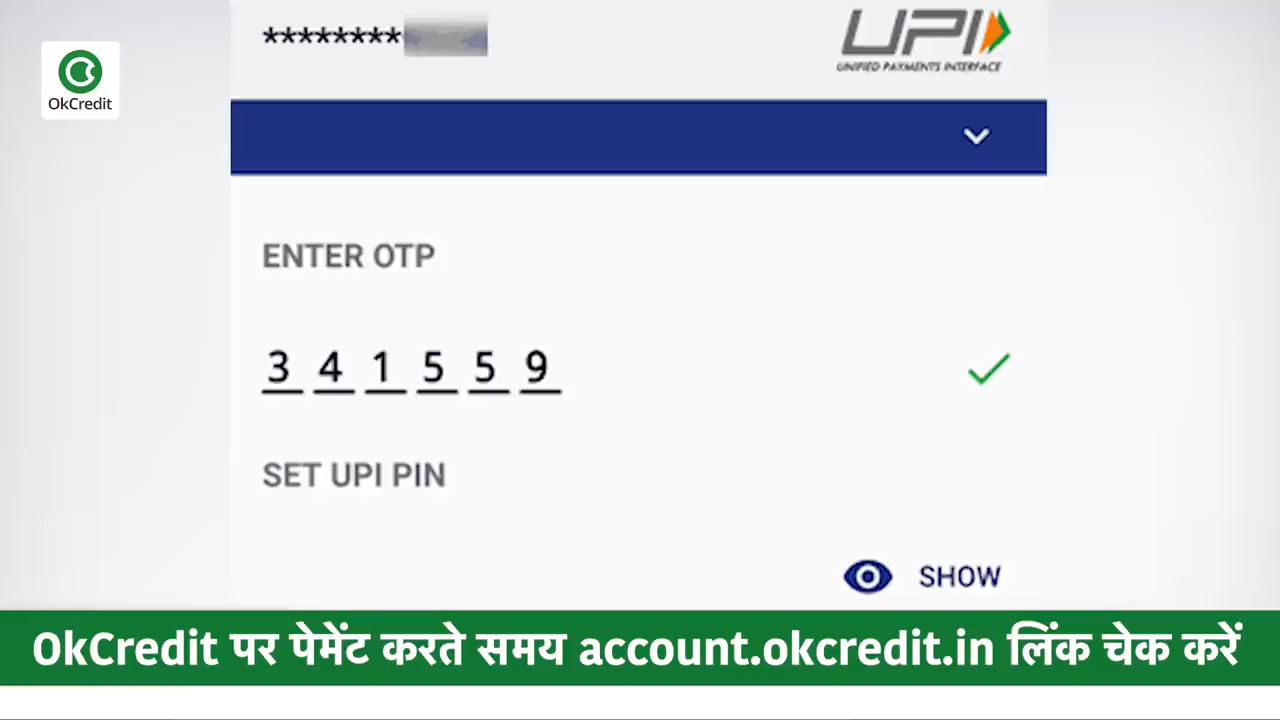 ********
UPI
UNIFIED PAYMENTS INTERFACE
OkCredit
ENTER OTP
3 4 1 5 5 9
SET UPI PIN
SHOW
OkCredit पर पेमेंट करते समय account.okcredit.in लिंक चेक करें